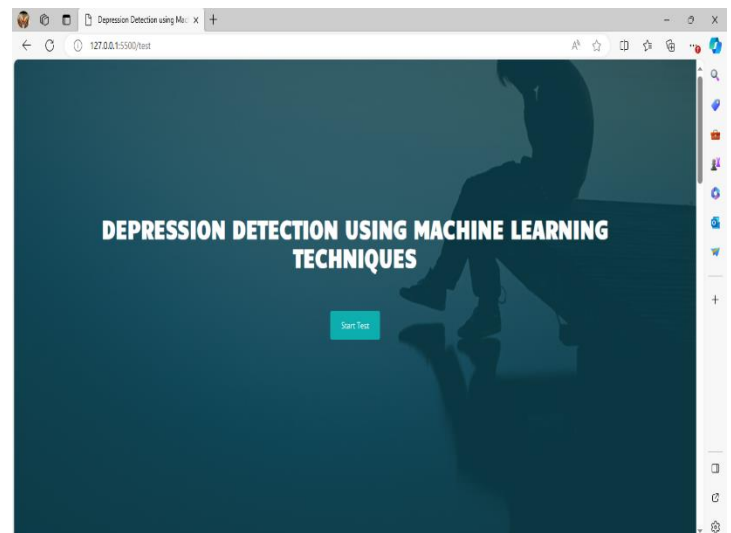 Depression Detection using Mac
127.0.0.1:5500/test
DEPRESSION DETECTION USING MACHINE LEARNING
TECHNIQUES
Start Test